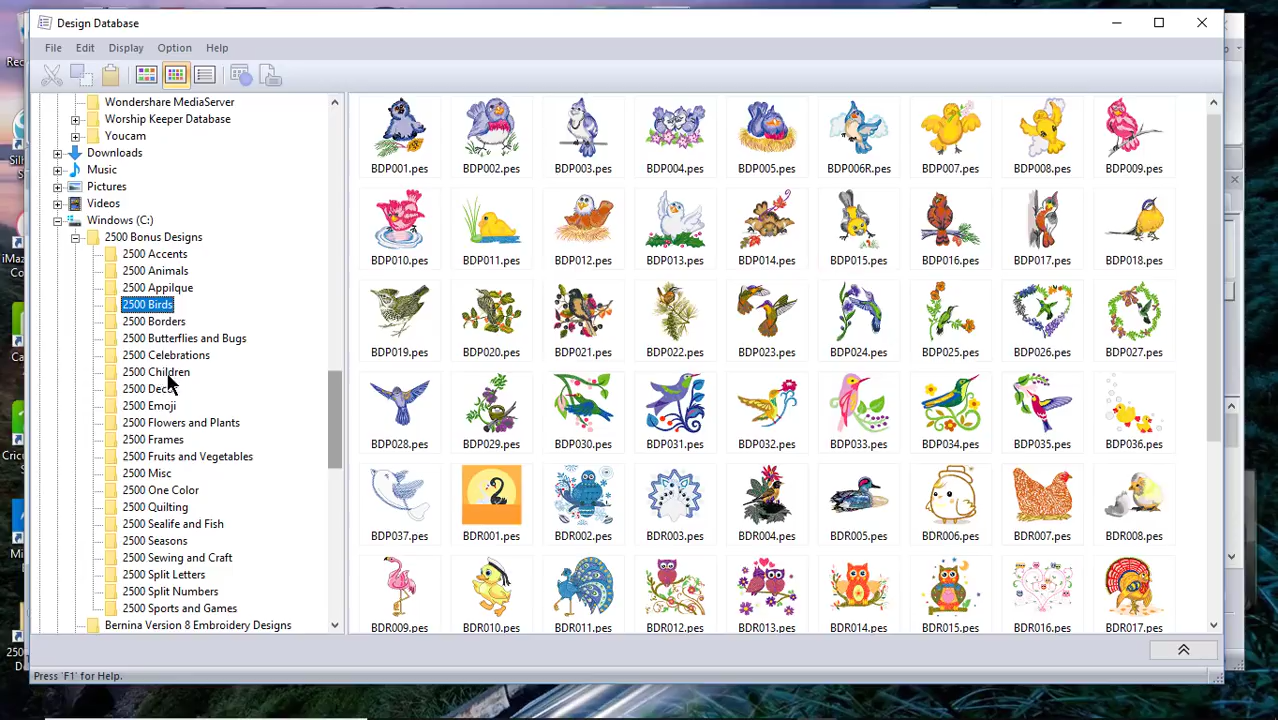 Design Database
File Edit Display Option Help
Wondershare MediaServer
Worship Keeper Database
Youcam
Downloads
Music
Pictures
Videos
Windows (C:)
2500 Bonus Designs
2500 Accents
2500 Animals
2500 Appilque
2500 Birds
2500 Borders
2500 Butterflies and Bugs
2500 Celebrations
2500 Children
2500 Emoji
2500 Flowers and Plants
2500 Frames
2500 Fruits and Vegetables
2500 Misc
2500 One Color
2500 Quilting
2500 Sealife and Fish
2500 Seasons
2500 Sewing and Craft
2500 Split Letters
2500 Split Numbers
2500 Sports and Games
Bernina Version 8 Embroidery Designs
BDP001.pes BDP002.pes BDP003.pes BDP004.pes BDP005.pes BDP006R.pes BDP007.pes BDP008.pes BDP009.pes
BDP010.pes BDP011.pes BDP012.pes BDP013.pes BDP014.pes BDP015.pes BDP016.pes BDP017.pes BDP018.pes
BDP019.pes BDP020.pes BDP021.pes BDP022.pes BDP023.pes BDP024.pes BDP025.pes BDP026.pes BDP027.pes
BDP028.pes BDP029.pes BDP030.pes BDP031.pes BDP032.pes BDP033.pes BDP034.pes BDP035.pes BDP036.pes
BDP037.pes BDR001.pes BDR002.pes BDR003.pes BDR004.pes BDR005.pes BDR006.pes BDR007.pes BDR008.pes
BDR009.pes BDR010.pes BDR011.pes BDR012.pes BDR013.pes BDR014.pes BDR015.pes BDR016.pes BDR017.pes
Press 'F1' for Help.